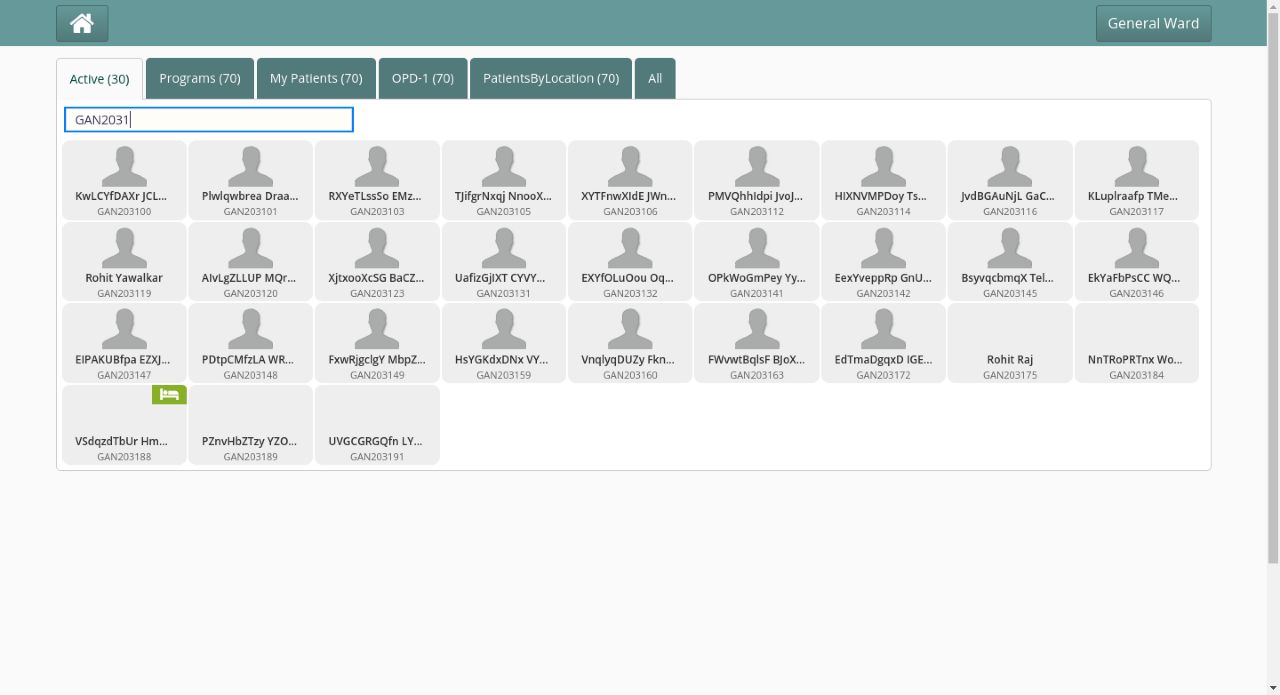 General Ward
Active (30) Programs (70) My Patients (70) OPD-1 (70) PatientsByLocation (70) All
GAN2031
KwLCYfDAXr JCL... Plwlqwbrea Draa... RXYeTLssSo EMz... TJifgrNxqj NnooX... XYTFnwXIdE JWn... PMVQhhIdpi JvoJ... HIXNVMPDoy Ts... JvdBGAuNjL GaC... KLuplraafp TMe...
GAN203100 GAN203101 GAN203103 GAN203105 GAN203106 GAN203112 GAN203114 GAN203116 GAN203117
Rohit Yawalkar AIvLgZLLUP MQr... XjtxooXcSG BaCZ... UafizGjIXT CYVY... EXYfOLuOou Oq... OPkWoGmPey Yy... EexYveppRp GnU... BsyvqcbmqX Tel... EkYaFbPsCC WQ...
GAN203119 GAN203120 GAN203123 GAN203131 GAN203132 GAN203141 GAN203142 GAN203145 GAN203146
EIPAKUBfpa EZXJ... PDtpCMfzLA WR... FxwRjgclgY MbpZ... HsYGKdxDNx VY... VnqlyqDUZy Fkn... FWvwtBqlsF BJoX... EdTmaDgqxD IGE... Rohit Raj NnTRoPRTnx Wo...
GAN203147 GAN203148 GAN203149 GAN203159 GAN203160 GAN203163 GAN203172 GAN203175 GAN203184
VSdqzdTbUr Hm... PZnvHbZTzy YZO... UVGCGRGQfn LY...
GAN203188 GAN203189 GAN203191